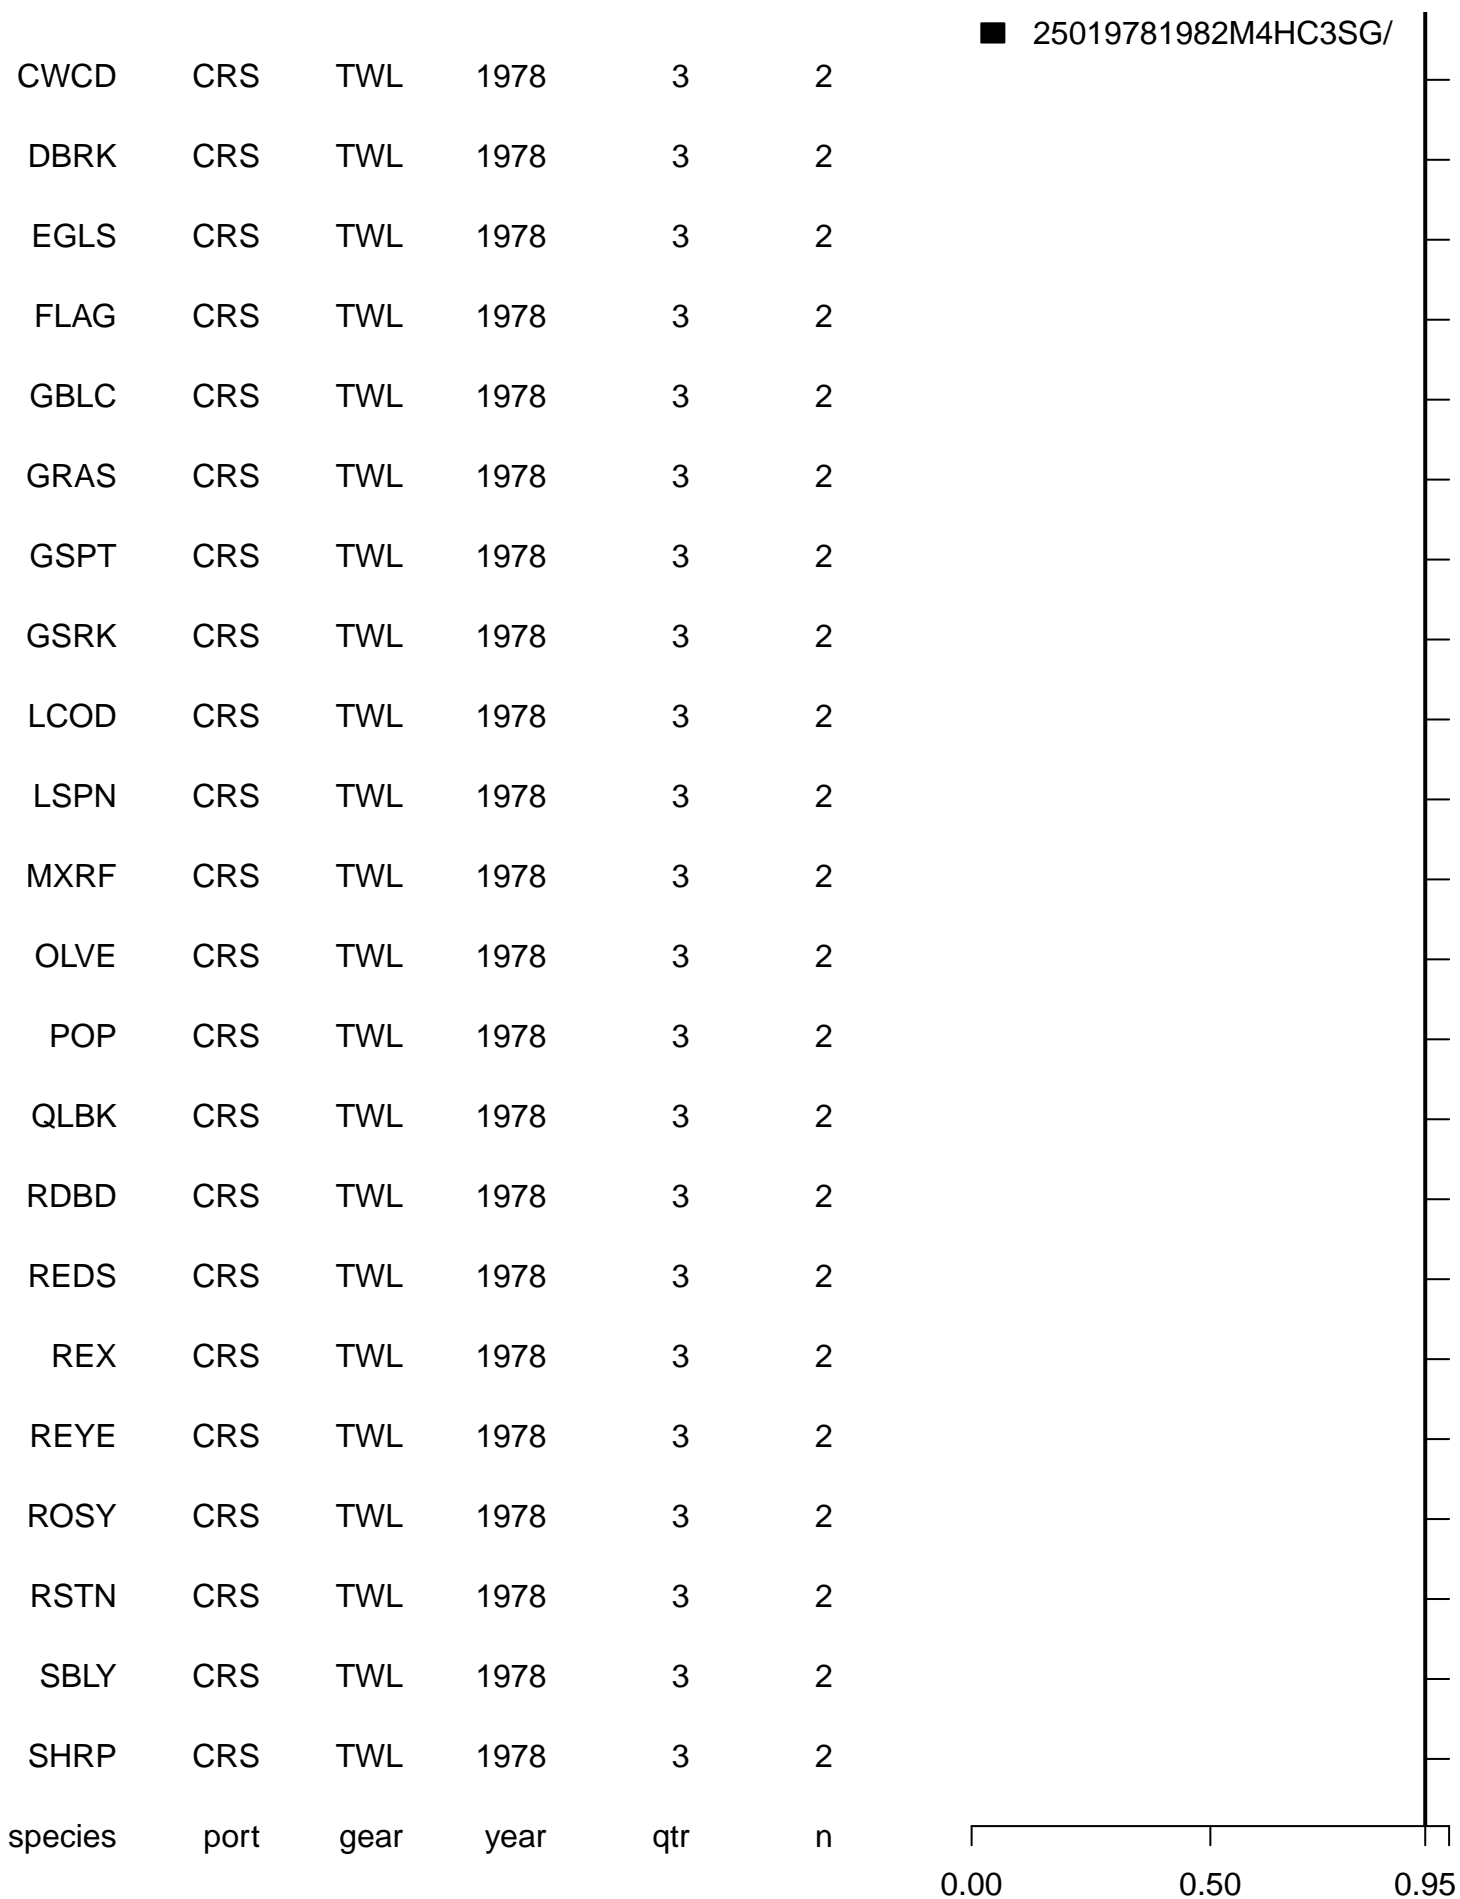 25019781982M4HC3SG/
CWCD CRS TWL 1978 3 2
DBRK CRS TWL 1978 3 2
EGLS CRS TWL 1978 3 2
FLAG CRS TWL 1978 3 2
GBLC CRS TWL 1978 3 2
GRAS CRS TWL 1978 3 2
GSPT CRS TWL 1978 3 2
GSRK CRS TWL 1978 3 2
LCOD CRS TWL 1978 3 2
LSPN CRS TWL 1978 3 2
MXRF CRS TWL 1978 3 2
OLVE CRS TWL 1978 3 2
POP CRS TWL 1978 3 2
QLBK CRS TWL 1978 3 2
RDBD CRS TWL 1978 3 2
REDS CRS TWL 1978 3 2
REX CRS TWL 1978 3 2
REYE CRS TWL 1978 3 2
ROSY CRS TWL 1978 3 2
RSTN CRS TWL 1978 3 2
SBLY CRS TWL 1978 3 2
SHRP CRS TWL 1978 3 2
species port gear year qtr n
0.00 0.50 0.95